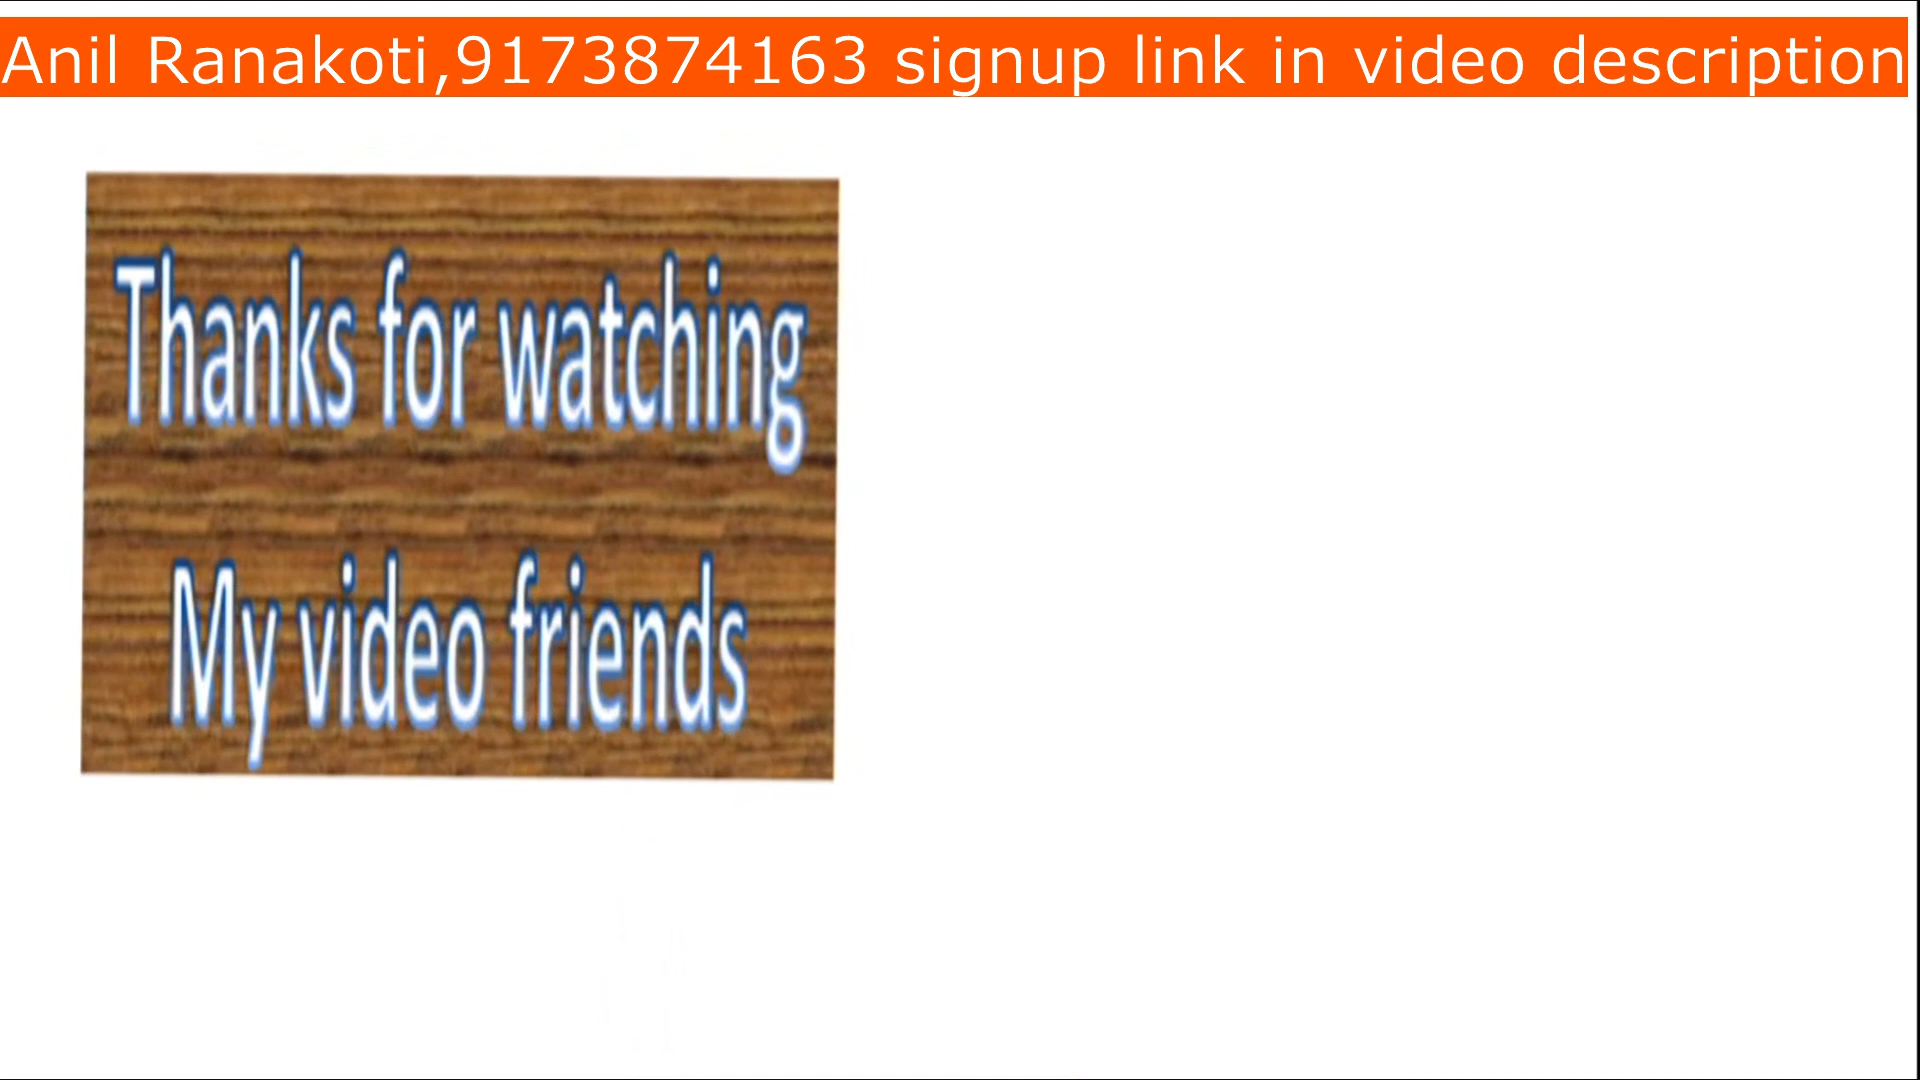 Anil Ranakoti,9173874163 signup link in video description
Thanks for watching
My video friends